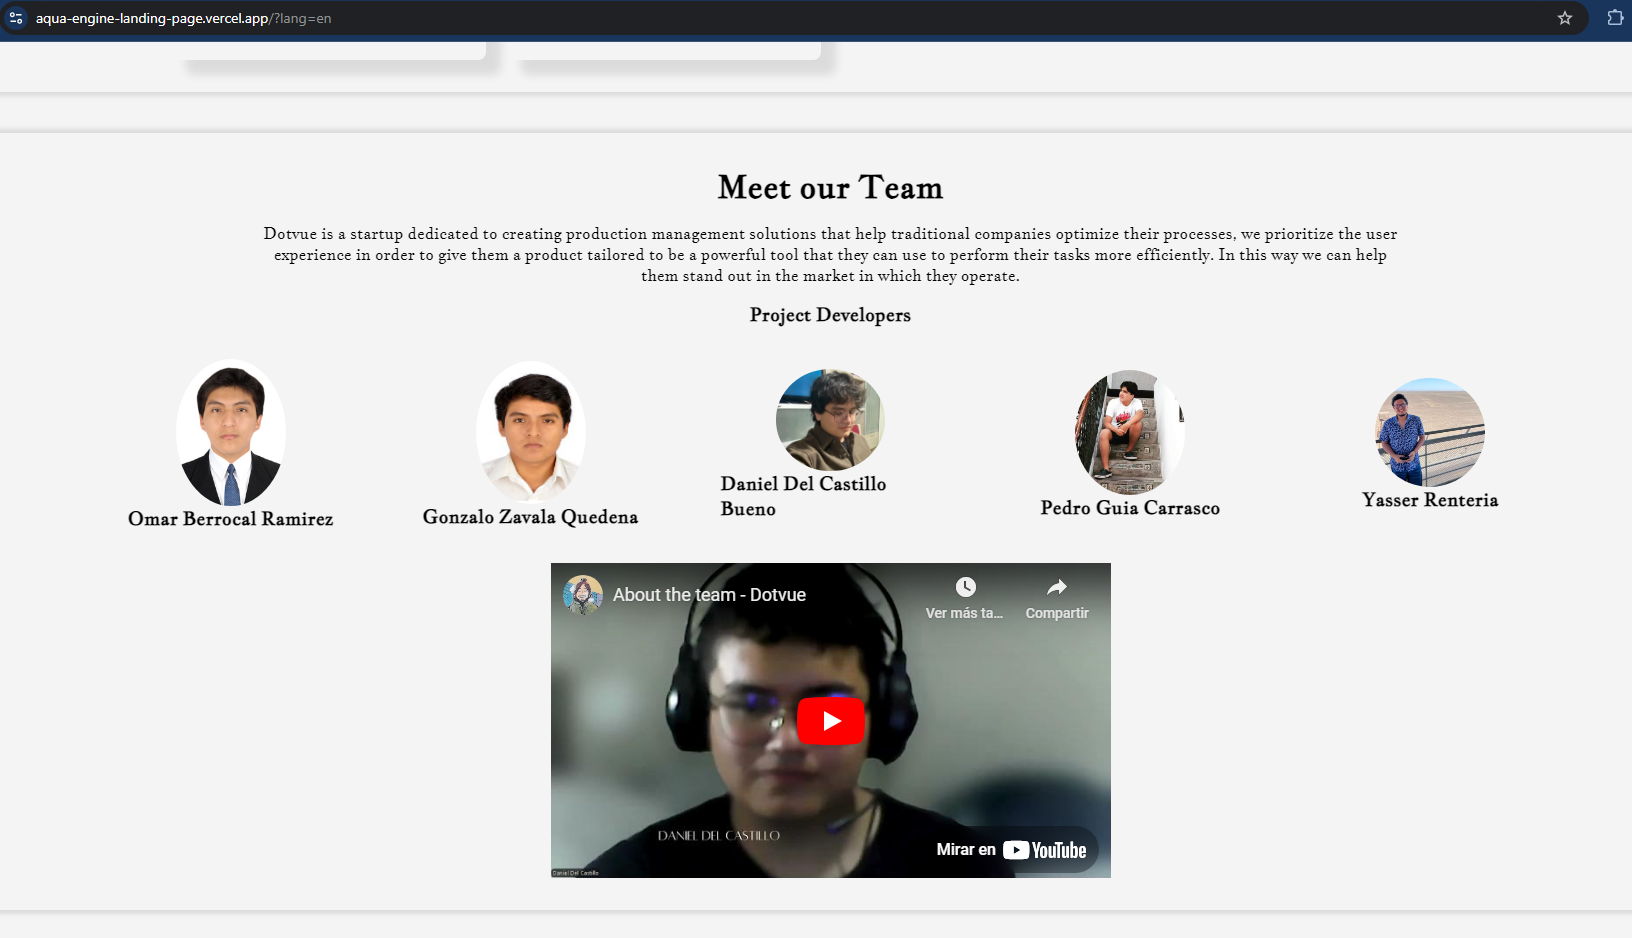 aqua-engine-landing-page.vercel.app/?lang=en
Meet our Team
Dotvue is a startup dedicated to creating production management solutions that help traditional companies optimize their processes, we prioritize the user
experience in order to give them a product tailored to be a powerful tool that they can use to perform their tasks more efficiently. In this way we can help
them stand out in the market in which they operate.
Project Developers
Omar Berrocal Ramirez
Gonzalo Zavala Quedena
Daniel Del Castillo
Bueno
Pedro Guia Carrasco
Yasser Renteria
About the team - Dotvue
Ver más ta...
Compartir
DANIEL DEL CASTILLO
Mirar en YouTube
Daniel Del Castillo